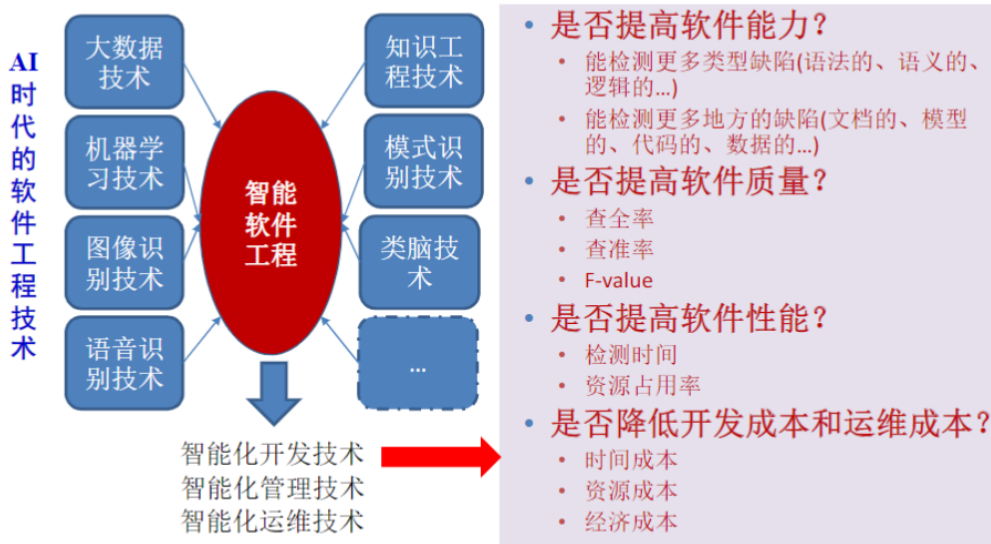 AI
时
代
的
软
件
工
程
技
术
大数据
技术
机器学
习技术
图像识
别技术
语音识
别技术
智能
软件
工程
知识工
程技术
模式识
别技术
类脑技
术
...
智能化开发技术
智能化管理技术
智能化运维技术
• 是否提高软件能力？
• 能检测更多类型缺陷(语法的、语义的、
逻辑的...)
• 能检测更多地方的缺陷(文档的、模型
的、代码的、数据的...)
• 是否提高软件质量？
• 查全率
• 查准率
• F-value
• 是否提高软件性能？
• 检测时间
• 资源占用率
• 是否降低开发成本和运维成本？
• 时间成本
• 资源成本
• 经济成本